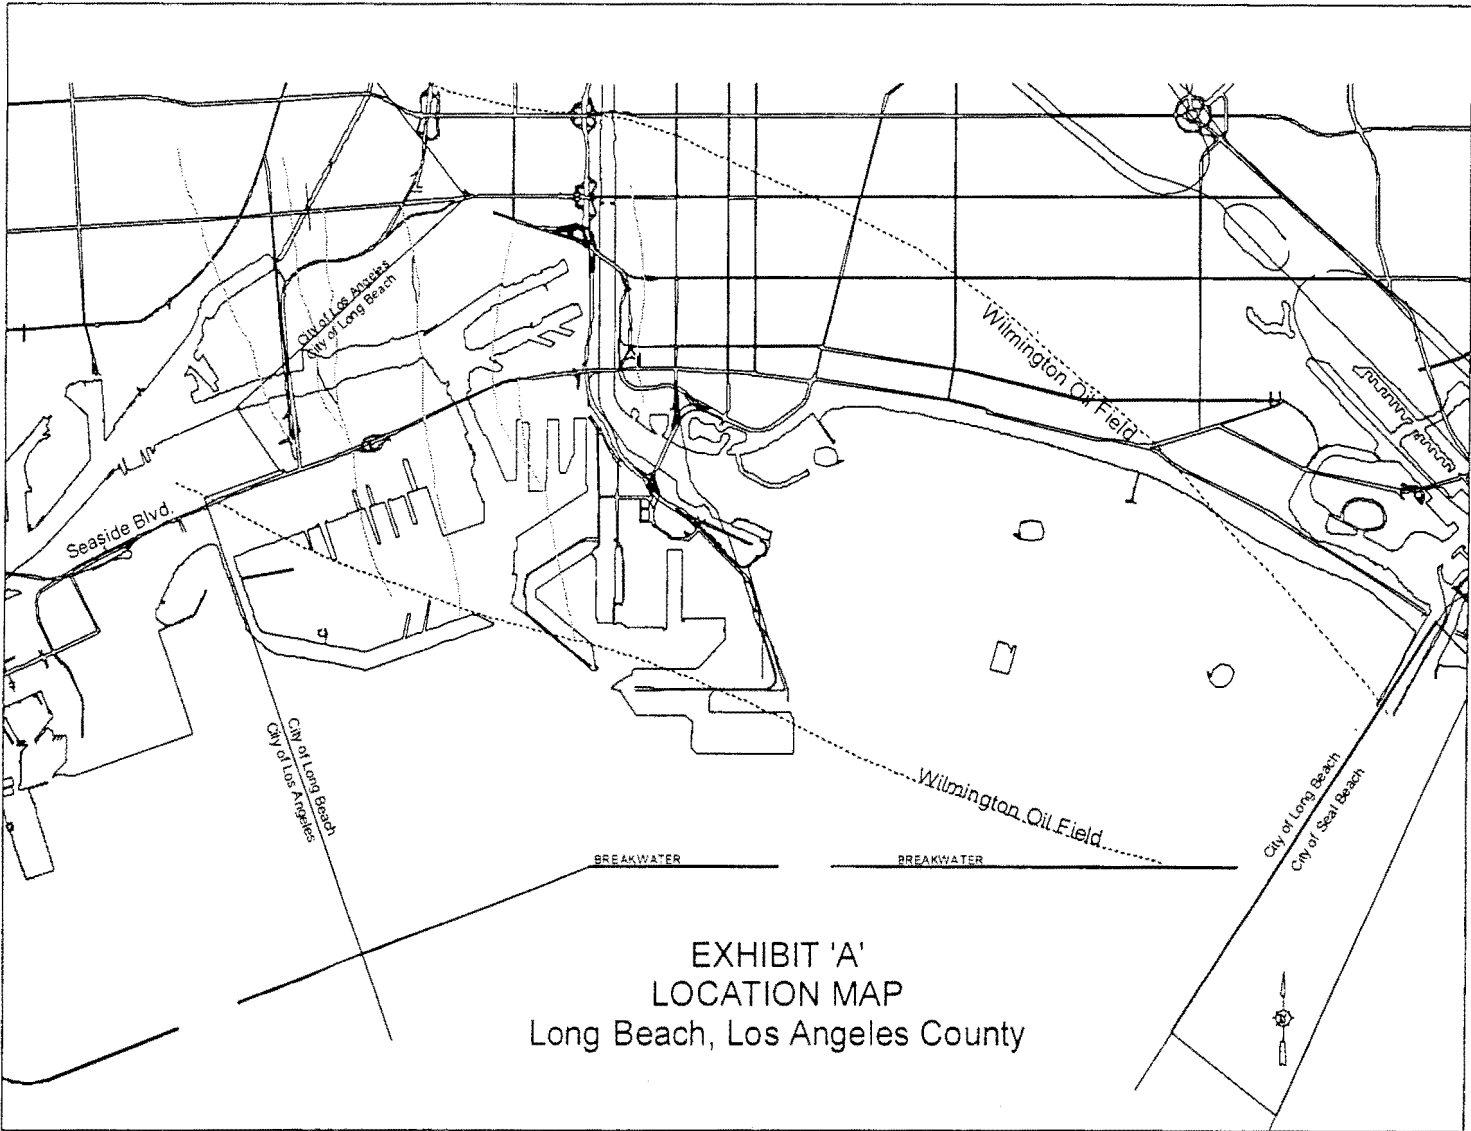 City of Los Angeles
City of Long Beach
Wilmington Oil Field
Seaside Blvd.
City of Long Beach
City of Los Angeles
Wilmington Oil Field
City of Long Beach
City of Seal Beach
BREAKWATER
BREAKWATER
EXHIBIT 'A'
LOCATION MAP
Long Beach, Los Angeles County